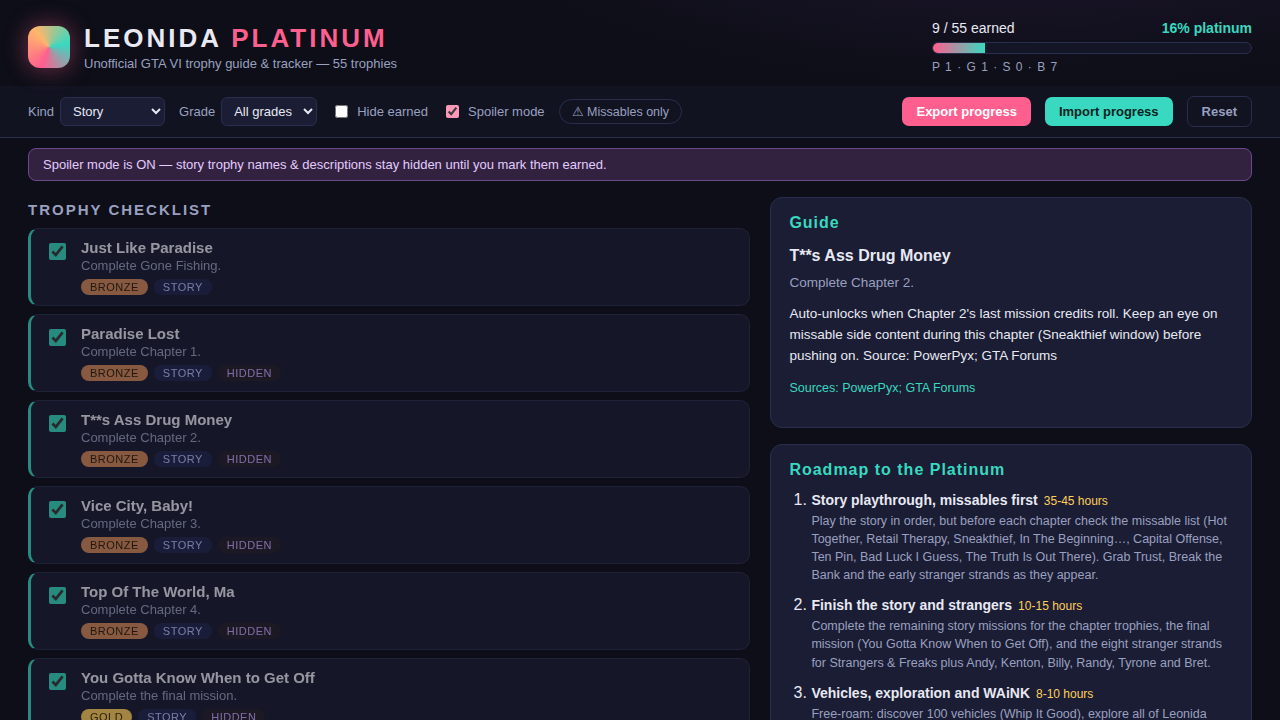 LEONIDA PLATINUM
Unofficial GTA VI trophy guide & tracker — 55 trophies
9 / 55 earned 16% platinum
P 1 · G 1 · S 0 · B 7
Kind Story Grade All grades Hide earned Spoiler mode ⚠ Missables only Export progress Import progress Reset
Spoiler mode is ON — story trophy names & descriptions stay hidden until you mark them earned.
TROPHY CHECKLIST
Just Like Paradise
Complete Gone Fishing.
BRONZE STORY
Paradise Lost
Complete Chapter 1.
BRONZE STORY HIDDEN
T**s Ass Drug Money
Complete Chapter 2.
BRONZE STORY HIDDEN
Vice City, Baby!
Complete Chapter 3.
BRONZE STORY HIDDEN
Top Of The World, Ma
Complete Chapter 4.
BRONZE STORY HIDDEN
You Gotta Know When to Get Off
Complete the final mission.
GOLD STORY HIDDEN
Guide
T**s Ass Drug Money
Complete Chapter 2.
Auto-unlocks when Chapter 2's last mission credits roll. Keep an eye on
missable side content during this chapter (Sneakthief window) before
pushing on. Source: PowerPyx; GTA Forums
Sources: PowerPyx; GTA Forums
Roadmap to the Platinum
1. Story playthrough, missables first 35-45 hours
Play the story in order, but before each chapter check the missable list (Hot
Together, Retail Therapy, Sneakthief, In The Beginning…, Capital Offense,
Ten Pin, Bad Luck I Guess, The Truth Is Out There). Grab Trust, Break the
Bank and the early stranger strands as they appear.
2. Finish the story and strangers 10-15 hours
Complete the remaining story missions for the chapter trophies, the final
mission (You Gotta Know When to Get Off), and the eight stranger strands
for Strangers & Freaks plus Andy, Kenton, Billy, Randy, Tyrone and Bret.
3. Vehicles, exploration and WAiNK 8-10 hours
Free-roam: discover 100 vehicles (Whip It Good), explore all of Leonida